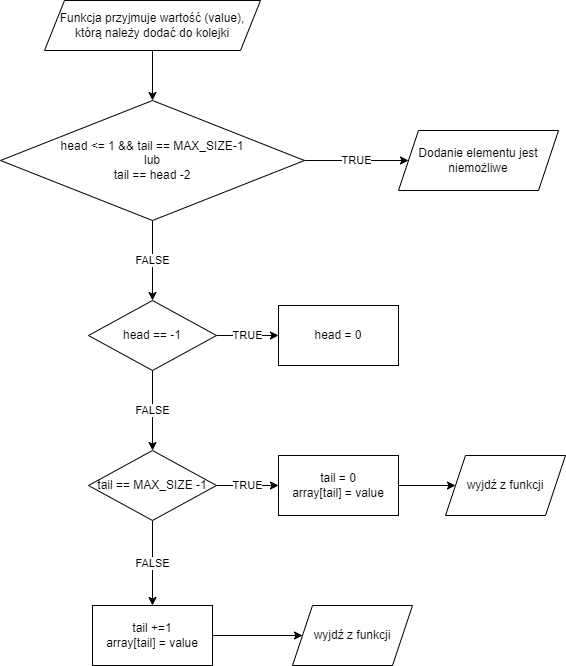 Funkcja przyjmuje wartość (value),
którą należy dodać do kolejki
head <= 1 && tail == MAX_SIZE-1
lub
tail == head -2
TRUE
Dodanie elementu jest
niemożliwe
FALSE
head == -1
TRUE
head = 0
FALSE
tail == MAX_SIZE -1
TRUE
tail = 0
array[tail] = value
wyjdź z funkcji
FALSE
tail +=1
array[tail] = value
wyjdź z funkcji